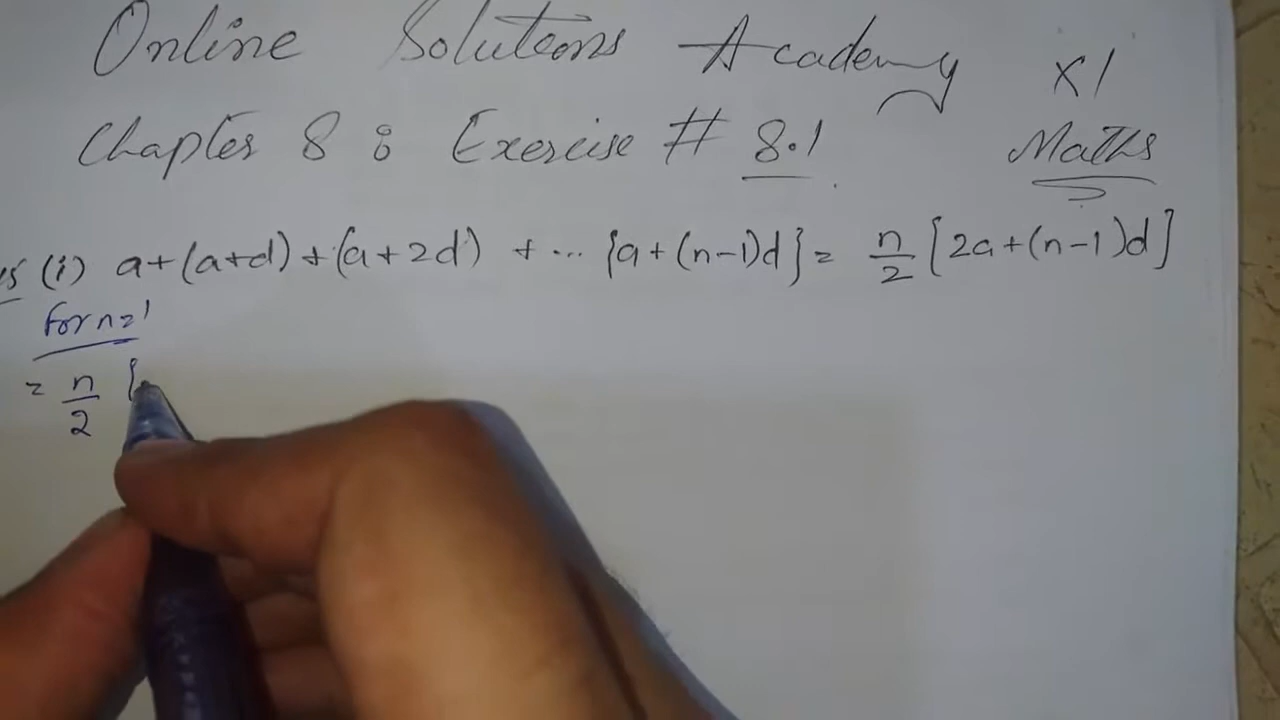 Online Solutions Academy XI
Chapter 8 : Exercise # 8.1 Maths
(i) a+(a+d)+(a+2d) + ... {a+(n-1)d} = n/2 [2a+(n-1)d]
for n=1
= n/2 {